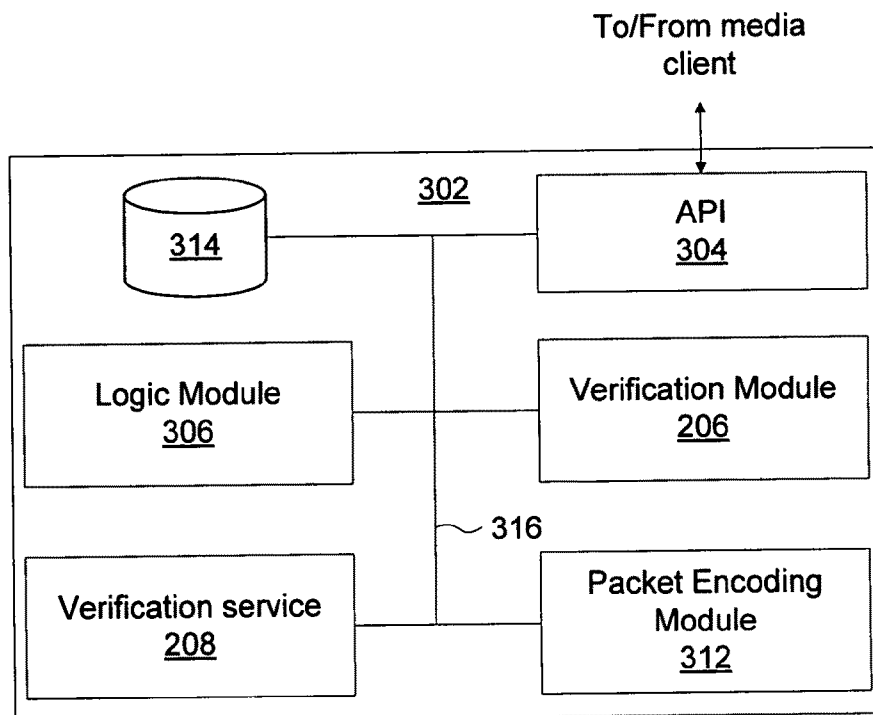 To/From media
client
302
314
API
304
Logic Module
306
Verification Module
206
316
Verification service
208
Packet Encoding
Module
312